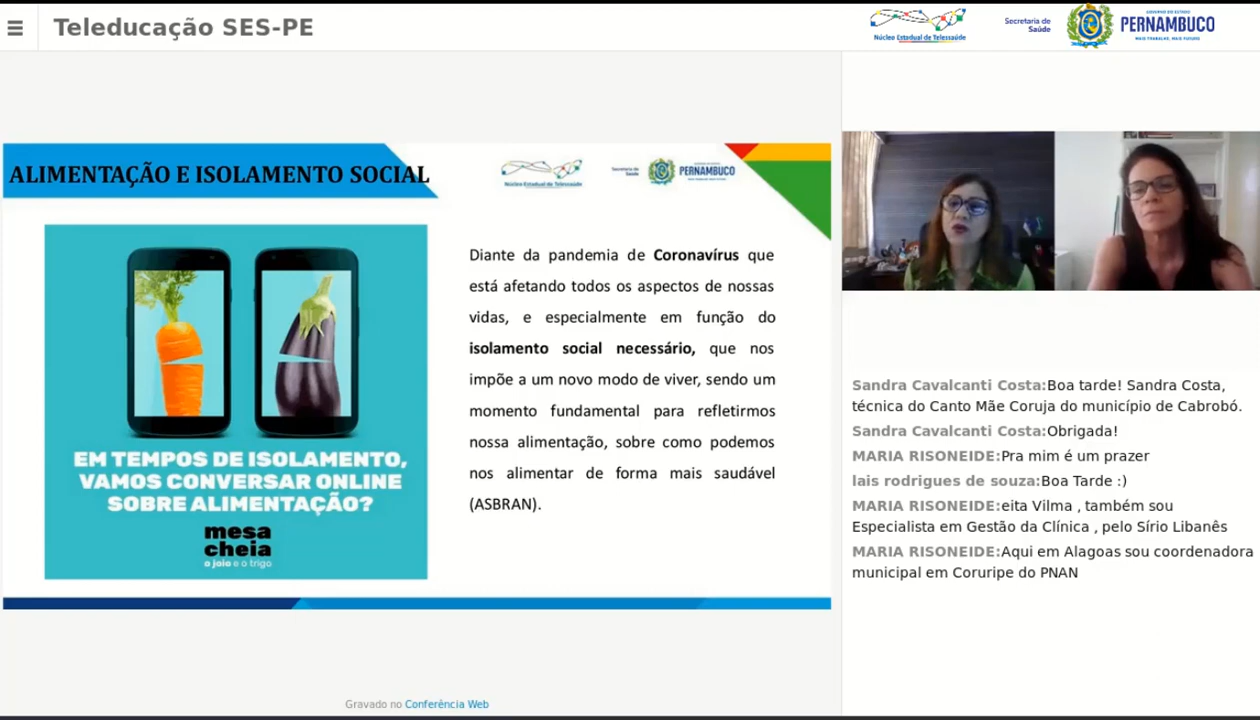 Teleducação SES-PE
Núcleo Estadual de Telessaúde
Secretaria de
Saúde
GOVERNO DO ESTADO
PERNAMBUCO
MAIS TRABALHO, MAIS FUTURO
ALIMENTAÇÃO E ISOLAMENTO SOCIAL
Núcleo Estadual de Telessaúde
Secretaria de
Saúde
PERNAMBUCO
EM TEMPOS DE ISOLAMENTO,
VAMOS CONVERSAR ONLINE
SOBRE ALIMENTAÇÃO?
mesa
cheia
o joio e o trigo
Diante da pandemia de Coronavírus que
está afetando todos os aspectos de nossas
vidas, e especialmente em função do
isolamento social necessário, que nos
impõe a um novo modo de viver, sendo um
momento fundamental para refletirmos
nossa alimentação, sobre como podemos
nos alimentar de forma mais saudável
(ASBRAN).
Sandra Cavalcanti Costa:Boa tarde! Sandra Costa,
técnica do Canto Mãe Coruja do município de Cabrobó.
Sandra Cavalcanti Costa:Obrigada!
MARIA RISONEIDE:Pra mim é um prazer
lais rodrigues de souza:Boa Tarde :)
MARIA RISONEIDE:eita Vilma , também sou
Especialista em Gestão da Clínica , pelo Sírio Libanês
MARIA RISONEIDE:Aqui em Alagoas sou coordenadora
municipal em Coruripe do PNAN
Gravado no Conferência Web